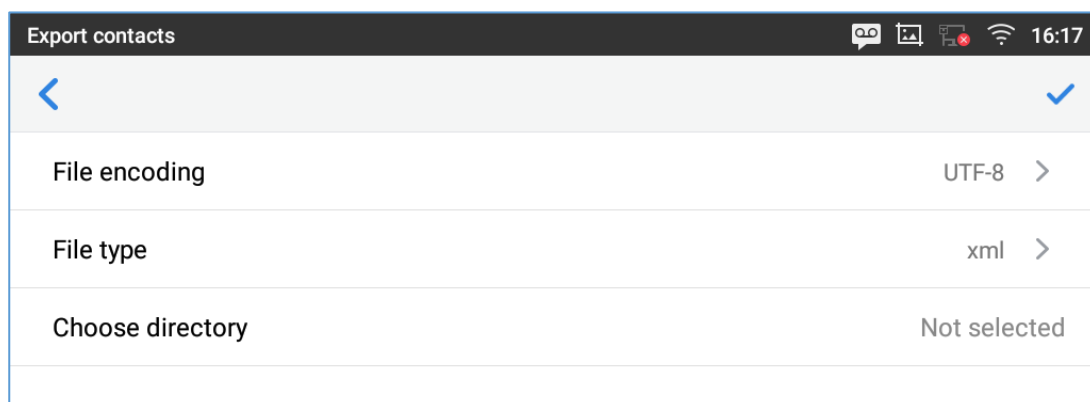 Export contacts 16:17
File encoding UTF-8
File type xml
Choose directory Not selected